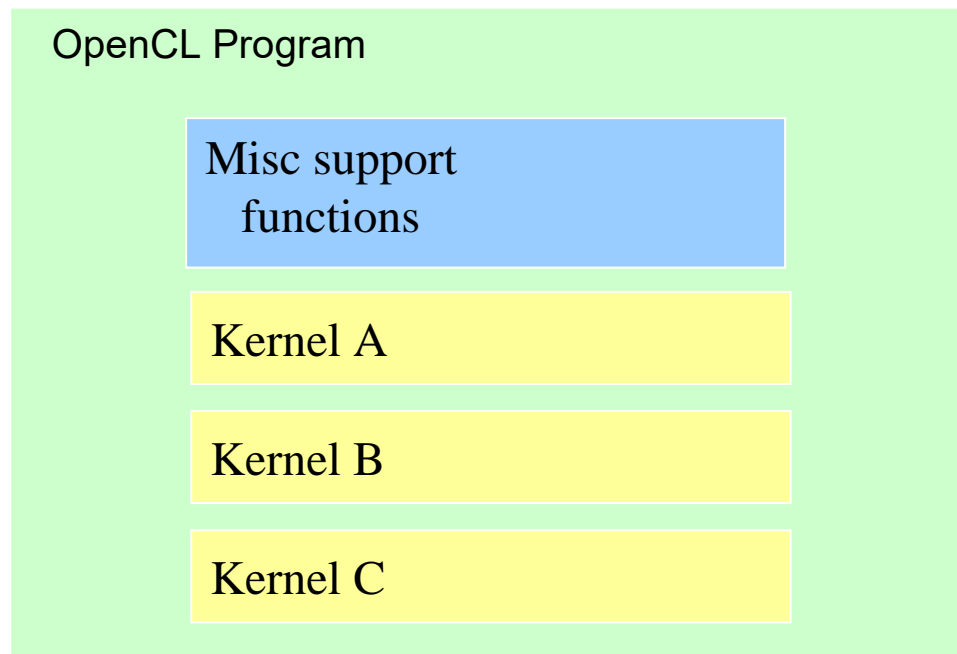 OpenCL Program
Misc support
functions
Kernel A
Kernel B
Kernel C